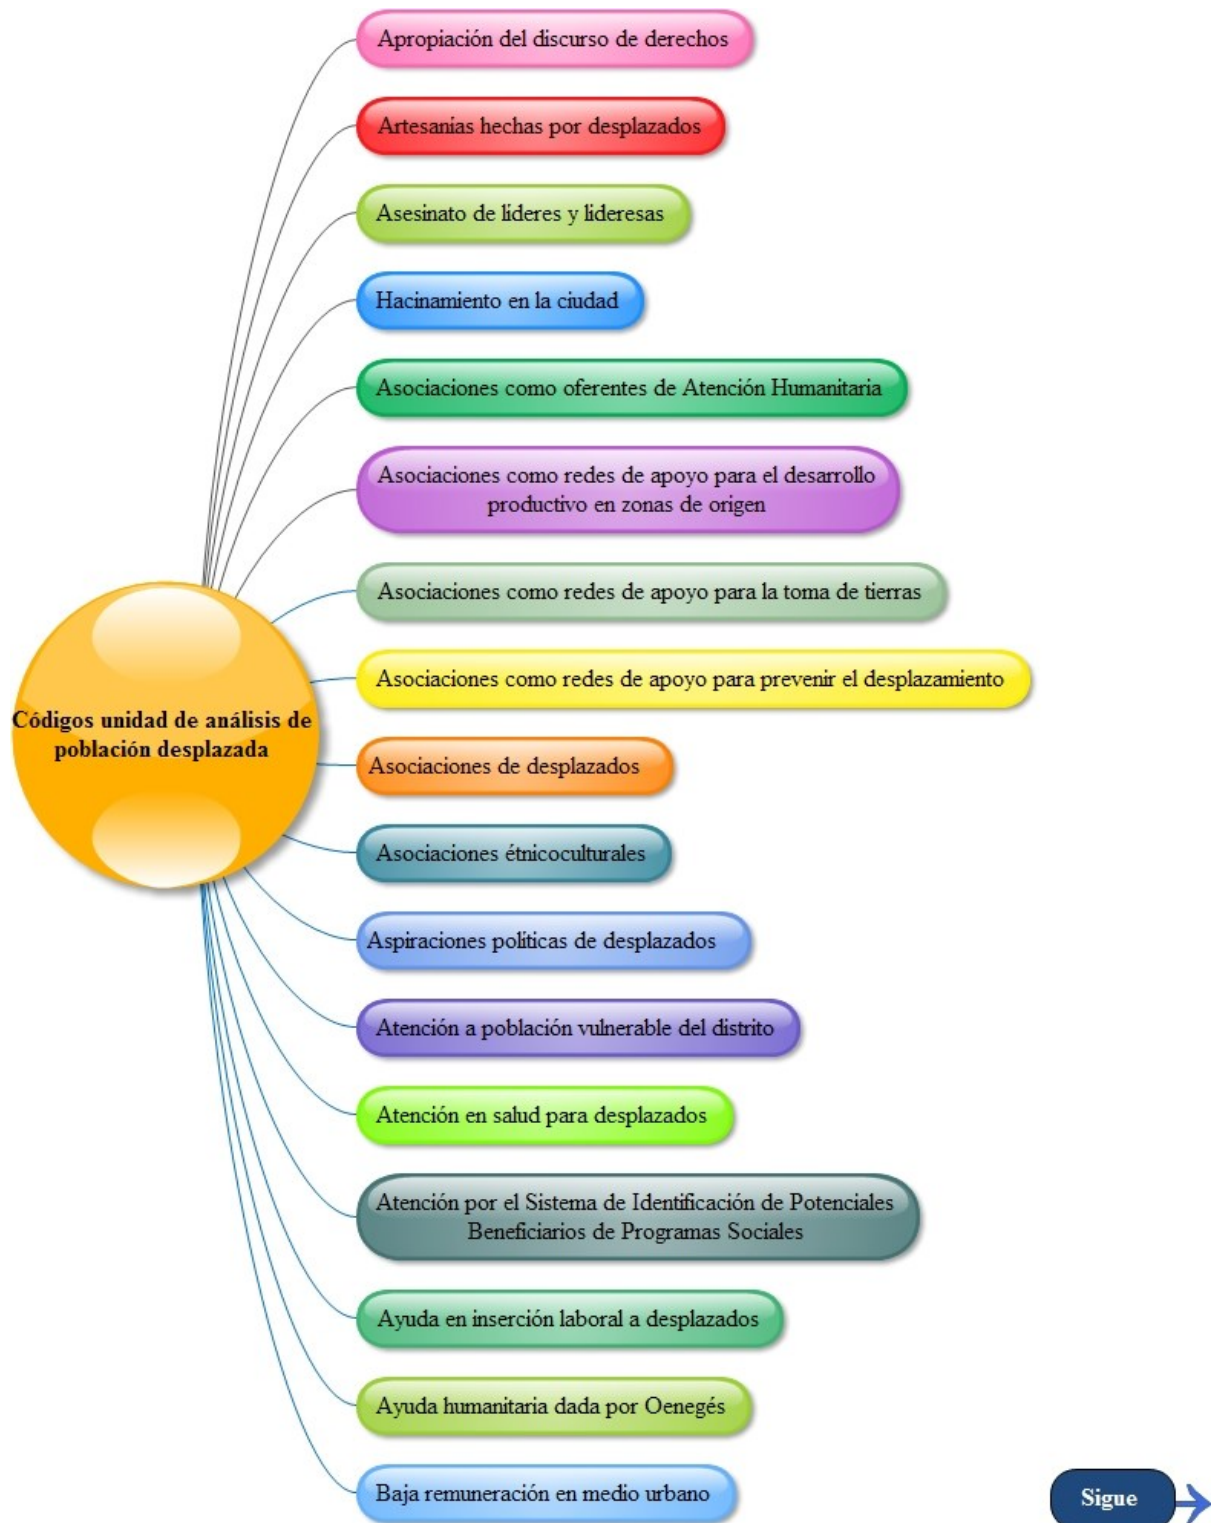 Apropiación del discurso de derechos
Artesanías hechas por desplazados
Asesinato de líderes y lideresas
Hacinamiento en la ciudad
Asociaciones como oferentes de Atención Humanitaria
Asociaciones como redes de apoyo para el desarrollo
productivo en zonas de origen
Asociaciones como redes de apoyo para la toma de tierras
Asociaciones como redes de apoyo para prevenir el desplazamiento
Códigos unidad de análisis de
población desplazada
Asociaciones de desplazados
Asociaciones étnicoculturales
Aspiraciones políticas de desplazados
Atención a población vulnerable del distrito
Atención en salud para desplazados
Atención por el Sistema de Identificación de Potenciales
Beneficiarios de Programas Sociales
Ayuda en inserción laboral a desplazados
Ayuda humanitaria dada por Oenegés
Baja remuneración en medio urbano
Sigue